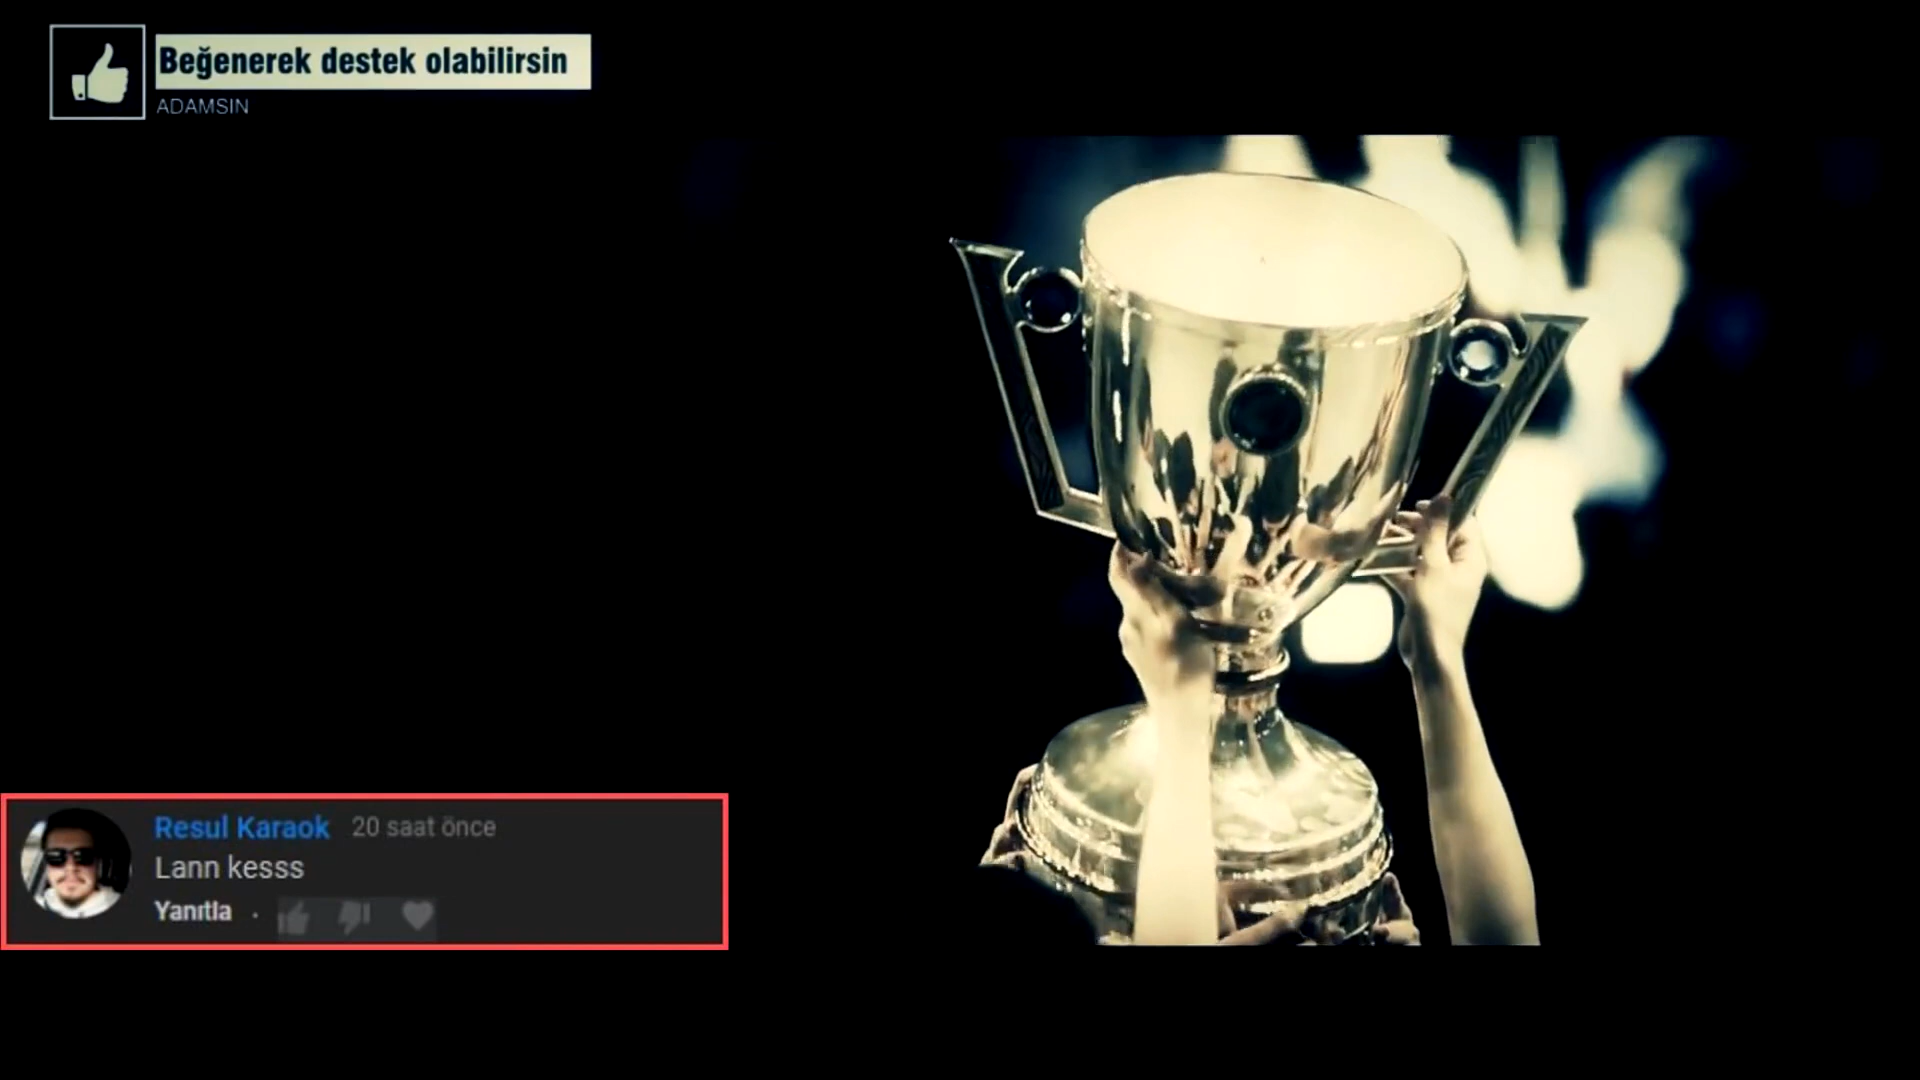 Beğenerek destek olabilirsin
ADAMSIN
Resul Karaok 20 saat önce
Lann kesss
Yanıtla